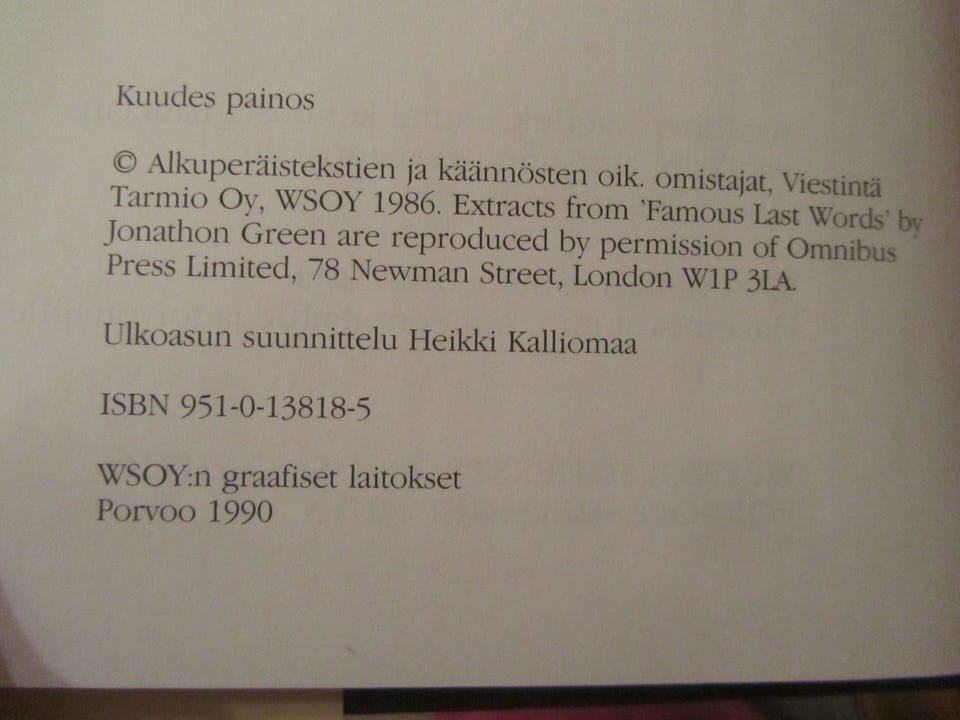 Kuudes painos
© Alkuperäistekstien ja käännösten oik. omistajat, Viestintä
Tarmio Oy, WSOY 1986. Extracts from 'Famous Last Words' by
Jonathon Green are reproduced by permission of Omnibus
Press Limited, 78 Newman Street, London W1P 3LA.
Ulkoasun suunnittelu Heikki Kalliomaa
ISBN 951-0-13818-5
WSOY:n graafiset laitokset
Porvoo 1990